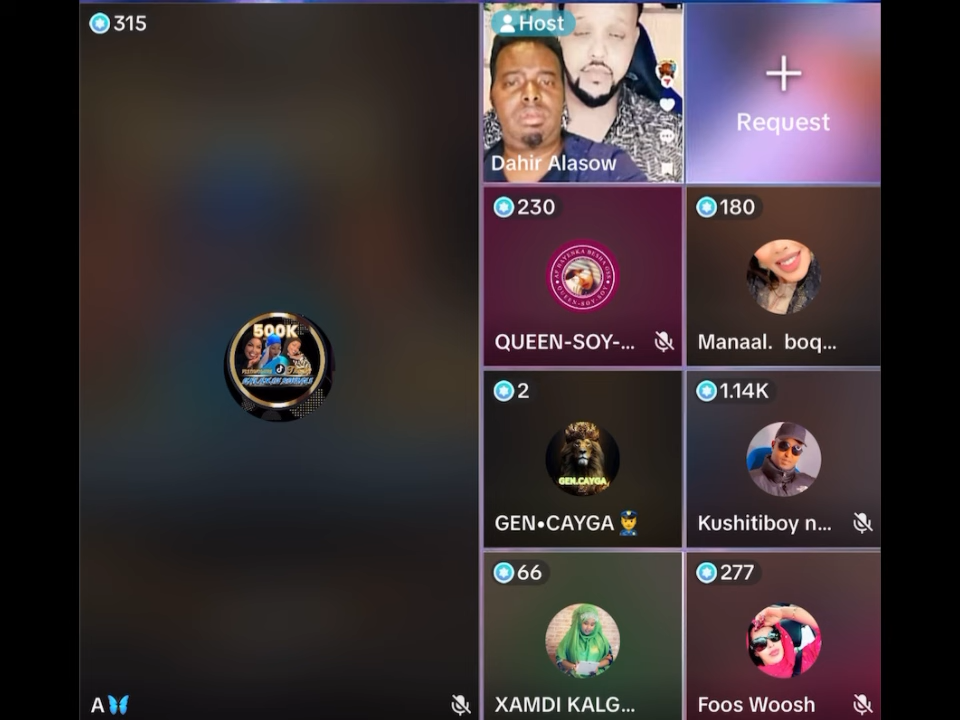 315
Host
Dahir Alasow
Request
230
QUEEN-SOY-...
180
Manaal. boq...
500K
2
GEN.CAYGA
GEN•CAYGA👮
1.14K
Kushitiboy n...
66
XAMDI KALG...
277
Foos Woosh
A🦋